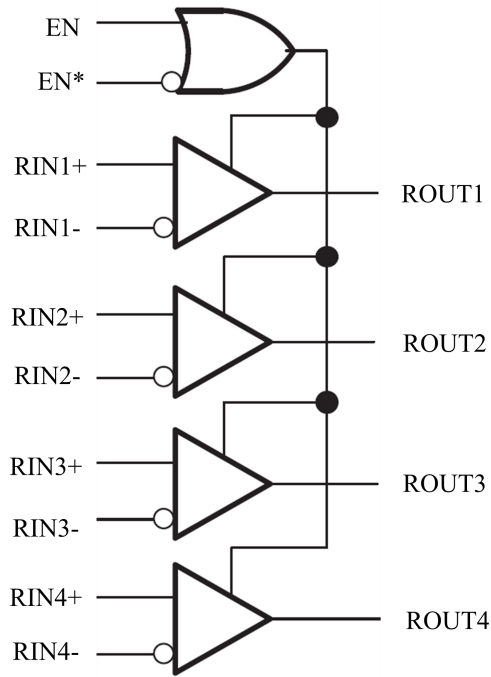 EN
EN*
RIN1+
ROUT1
RIN1-
RIN2+
ROUT2
RIN2-
RIN3+
ROUT3
RIN3-
RIN4+
ROUT4
RIN4-